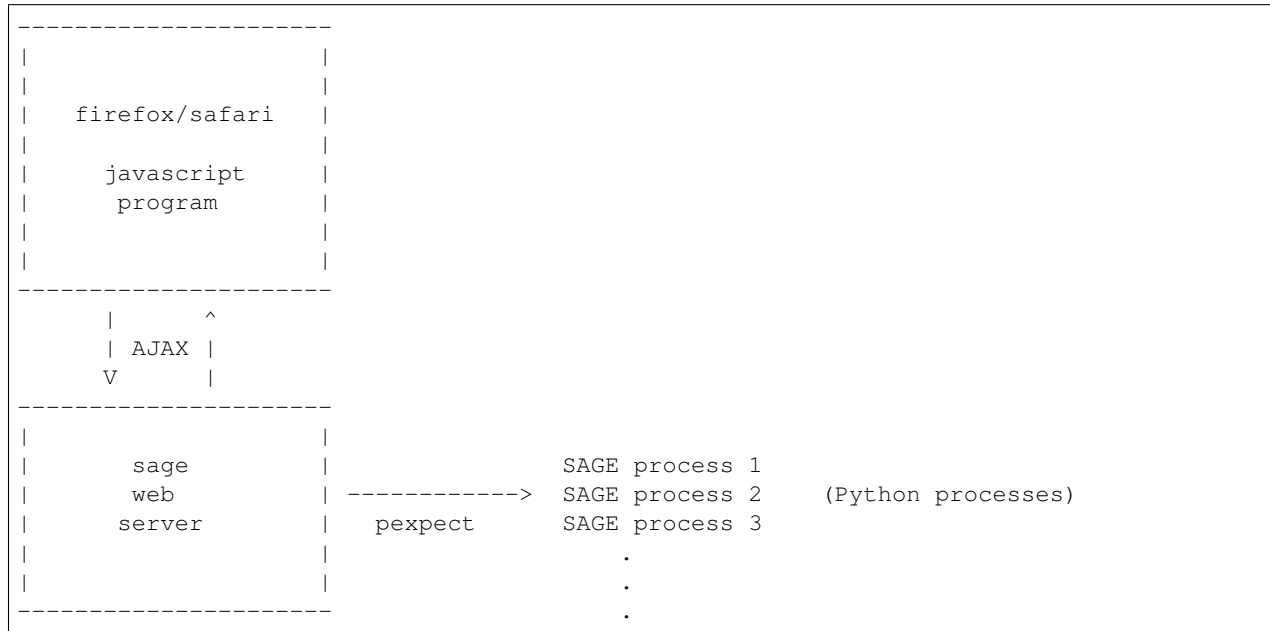 ----------------------
|                    |
|                    |
|   firefox/safari   |
|                    |
|     javascript     |
|      program       |
|                    |
|                    |
----------------------
      |      ^
      | AJAX |
      V      |
----------------------
|                    |
|       sage         |                SAGE process 1
|       web          | ------------>  SAGE process 2    (Python processes)
|      server        |   pexpect      SAGE process 3
|                    |                    .
|                    |                    .
----------------------                    .